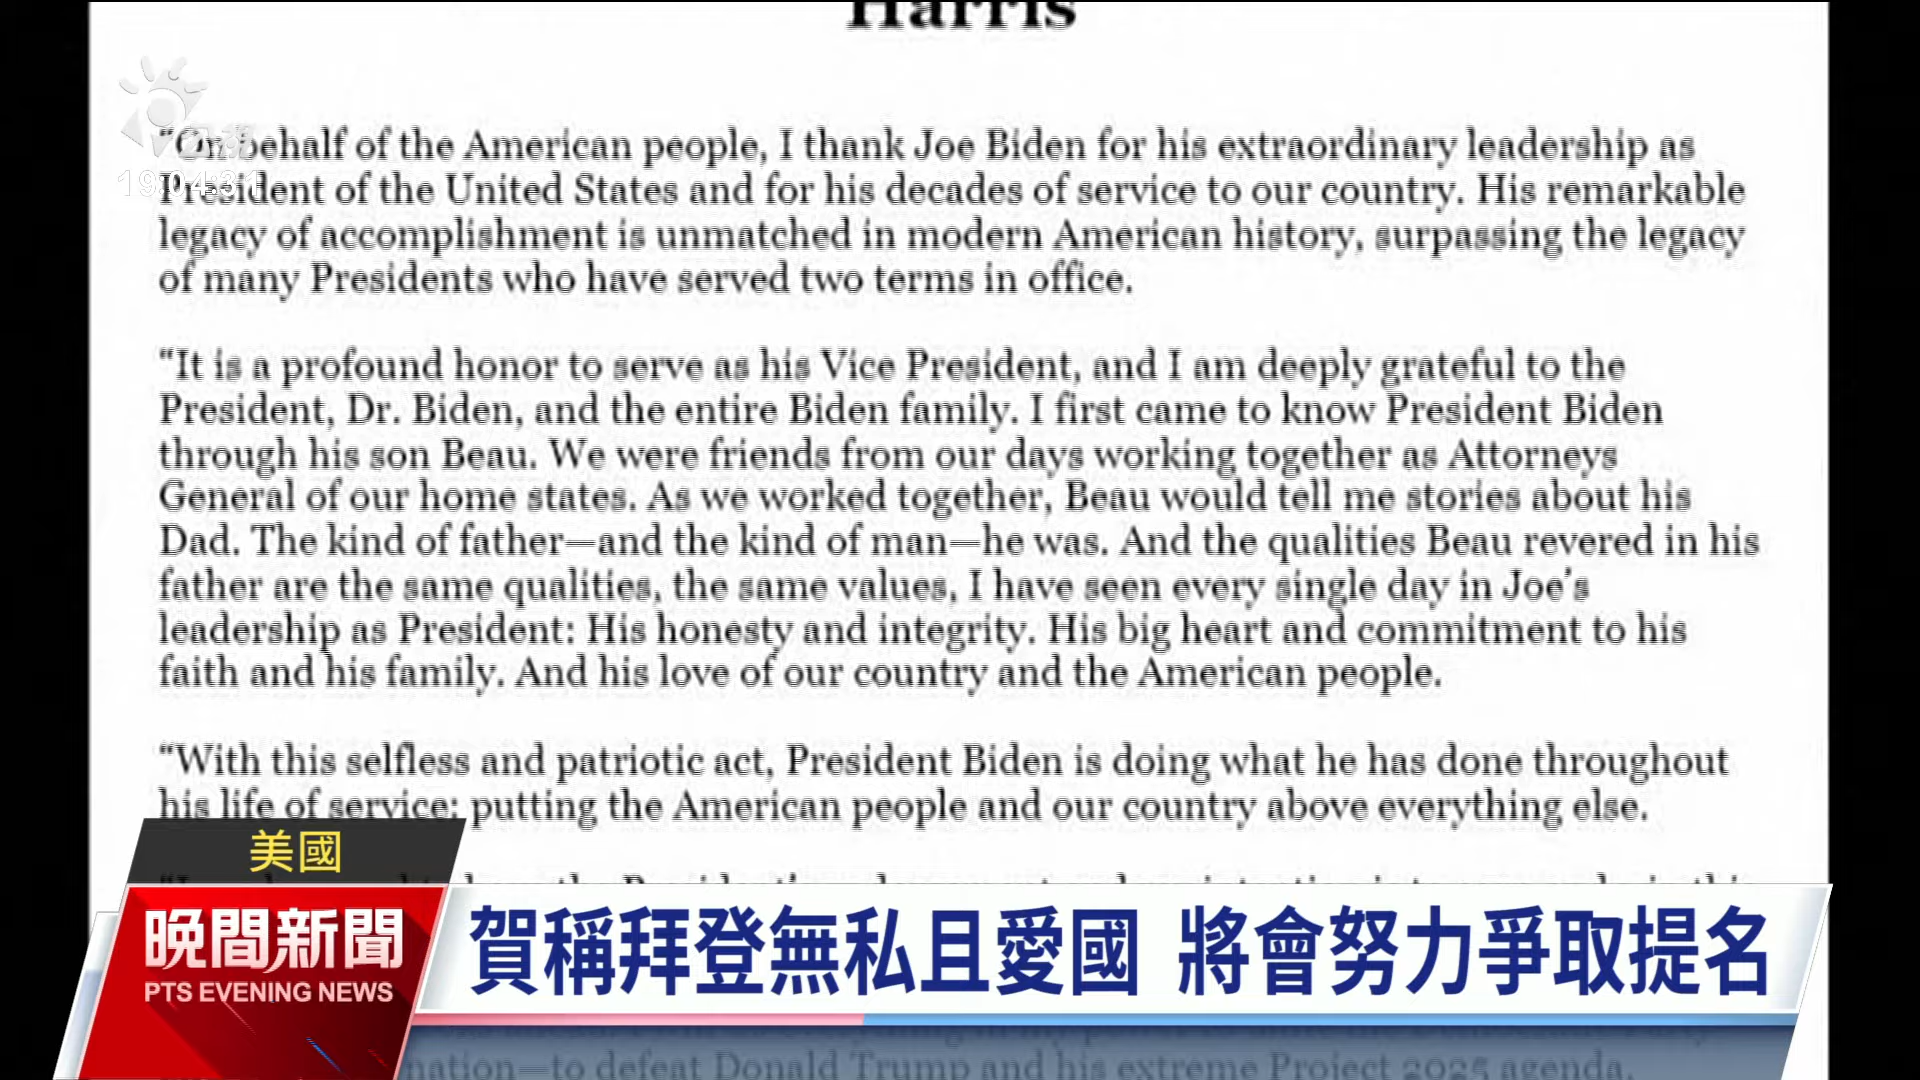 Harris
公視
19:04:31
“On behalf of the American people, I thank Joe Biden for his extraordinary leadership as
President of the United States and for his decades of service to our country. His remarkable
legacy of accomplishment is unmatched in modern American history, surpassing the legacy
of many Presidents who have served two terms in office.
“It is a profound honor to serve as his Vice President, and I am deeply grateful to the
President, Dr. Biden, and the entire Biden family. I first came to know President Biden
through his son Beau. We were friends from our days working together as Attorneys
General of our home states. As we worked together, Beau would tell me stories about his
Dad. The kind of father—and the kind of man—he was. And the qualities Beau revered in his
father are the same qualities, the same values, I have seen every single day in Joe’s
leadership as President: His honesty and integrity. His big heart and commitment to his
faith and his family. And his love of our country and the American people.
“With this selfless and patriotic act, President Biden is doing what he has done throughout
his life of service: putting the American people and our country above everything else.
美國
晚間新聞
PTS EVENING NEWS
賀稱拜登無私且愛國 將會努力爭取提名
nation—to defeat Donald Trump and his extreme Project 2025 agenda.